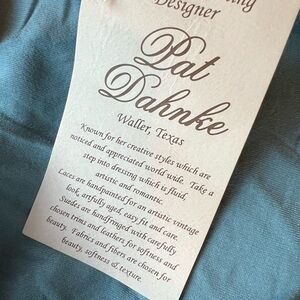 Designer
Pat
Dahnke
Waller, Texas
Known for her creative styles which are
noticed and appreciated world wide. Take a
step into dressing which is fluid,
artistic and romantic.
Laces are handpainted for an artistic vintage
look, artfully aged, easy fit and care.
Suedes are handfringed with carefully
chosen trims and leathers for softness and
beauty. Fabrics and fibers are chosen for
beauty, softness & texture.